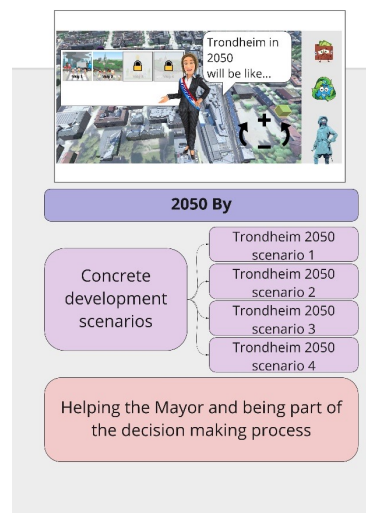 Trondheim in
2050
will be like...
2050 By
Concrete
development
scenarios
Trondheim 2050
scenario 1
Trondheim 2050
scenario 2
Trondheim 2050
scenario 3
Trondheim 2050
scenario 4
Helping the Mayor and being part of
the decision making process